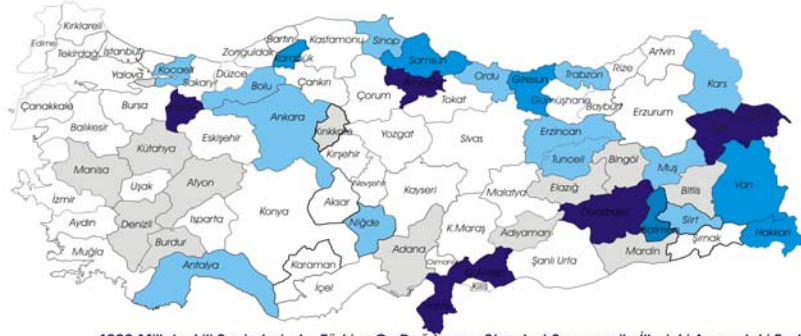 Kırklareli
Edirne
Tekirdağ
İstanbul
Yalova
Kocaeli
Sakarya
Düzce
Zonguldak
Bartın
Karabük
Kastamonu
Sinop
Samsun
Bolu
Çankırı
Çorum
Amasya
Tokat
Ordu
Giresun
Trabzon
Gümüşhane
Rize
Artvin
Bayburt
Erzurum
Kars
Çanakkale
Bursa
Balıkesir
Eskişehir
Ankara
Kırıkkale
Kırşehir
Yozgat
Sivas
Erzincan
Tunceli
Bingöl
Muş
Kütahya
Manisa
Uşak
Afyon
İzmir
Aydın
Denizli
Muğla
Burdur
Isparta
Antalya
Konya
Aksar
Nevşehir
Niğde
Kayseri
Malatya
Elazığ
Diyarbakır
Batman
Bitlis
Siirt
Van
Hakkari
Şırnak
Mardin
Şanlı Urfa
Adıyaman
K.Maraş
Adana
Osmaniye
Kilis
Hatay
Karaman
İçel